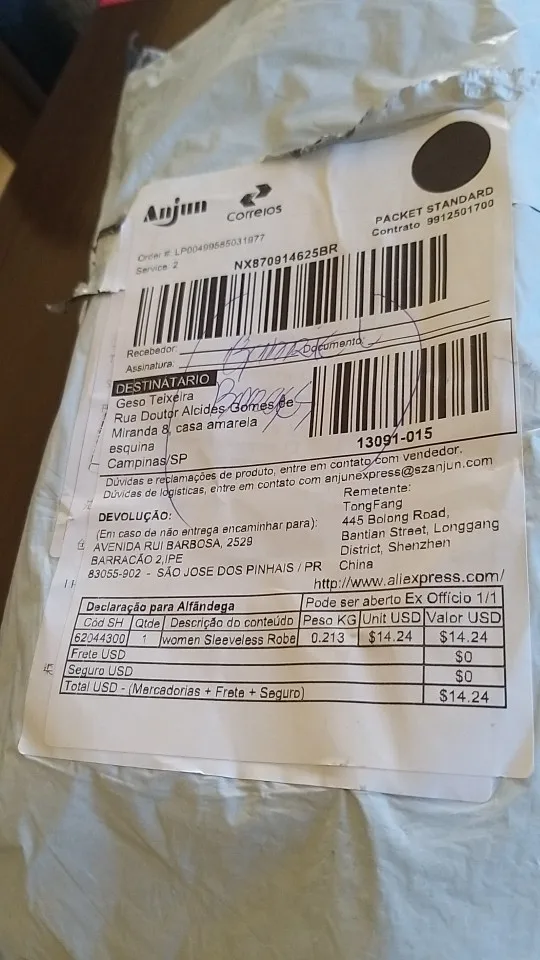 Anjun
Correios
PACKET STANDARD
Contrato 9912501700
Order #: LP00499565031977
Service: 2
NX870914625BR
Recebedor:
Assinatura: Documento
DESTINATÁRIO
Geso Teixeira
Rua Doutor Alcides Gomes de
Miranda 8, casa amarela
esquina
Campinas/SP
13091-015
Dúvidas e reclamações de produto, entre em contato com vendedor.
Dúvidas de logísticas, entre em contato com anjunexpress@szanjun.com
DEVOLUÇÃO:
(Em caso de não entrega encaminhar para):
AVENIDA RUI BARBOSA, 2529
BARRACÃO 2,IPE
83055-902 - SÃO JOSE DOS PINHAIS / PR
Remetente:
TongFang
445 Bolong Road,
Bantian Street, Longgang
District, Shenzhen
China
http://www.aliexpress.com/
Declaração para Alfândega Pode ser aberto Ex Offício 1/1
Cód SH Qtde Descrição do conteúdo Peso KG Unit USD Valor USD
62044300 1 women Sleeveless Robe 0.213 $14.24 $14.24
Frete USD $0
Seguro USD $0
Total USD - (Mercadorias + Frete + Seguro) $14.24